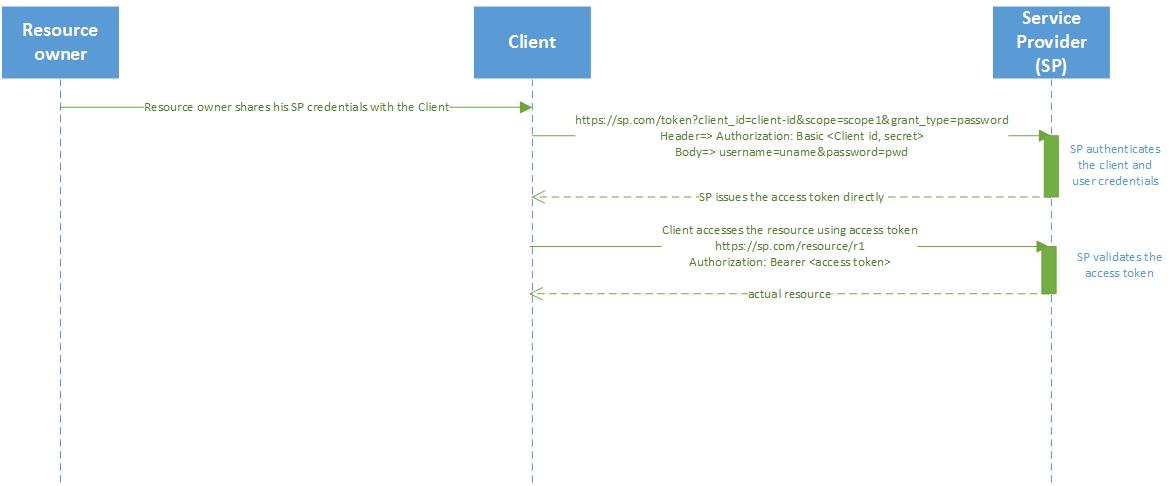 Resource
owner
Client
Service
Provider
(SP)
Resource owner shares his SP credentials with the Client
https://sp.com/token?client_id=client-id&scope=scope1&grant_type=password
Header=> Authorization: Basic <Client id, secret>
Body=> username=uname&password=pwd
SP authenticates
the client and
user credentials
SP issues the access token directly
Client accesses the resource using access token
https://sp.com/resource/r1
Authorization: Bearer <access token>
SP validates the
access token
actual resource